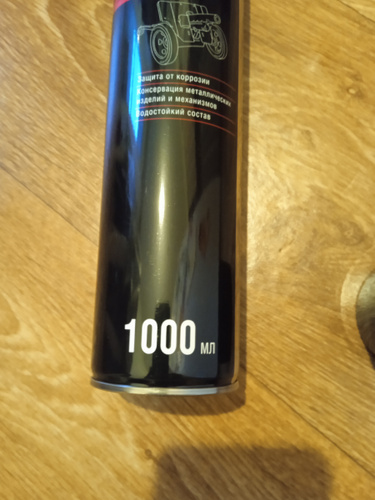 Защита от коррозии
Консервация металлических
изделий и механизмов
Водостойкий состав
1000 мл